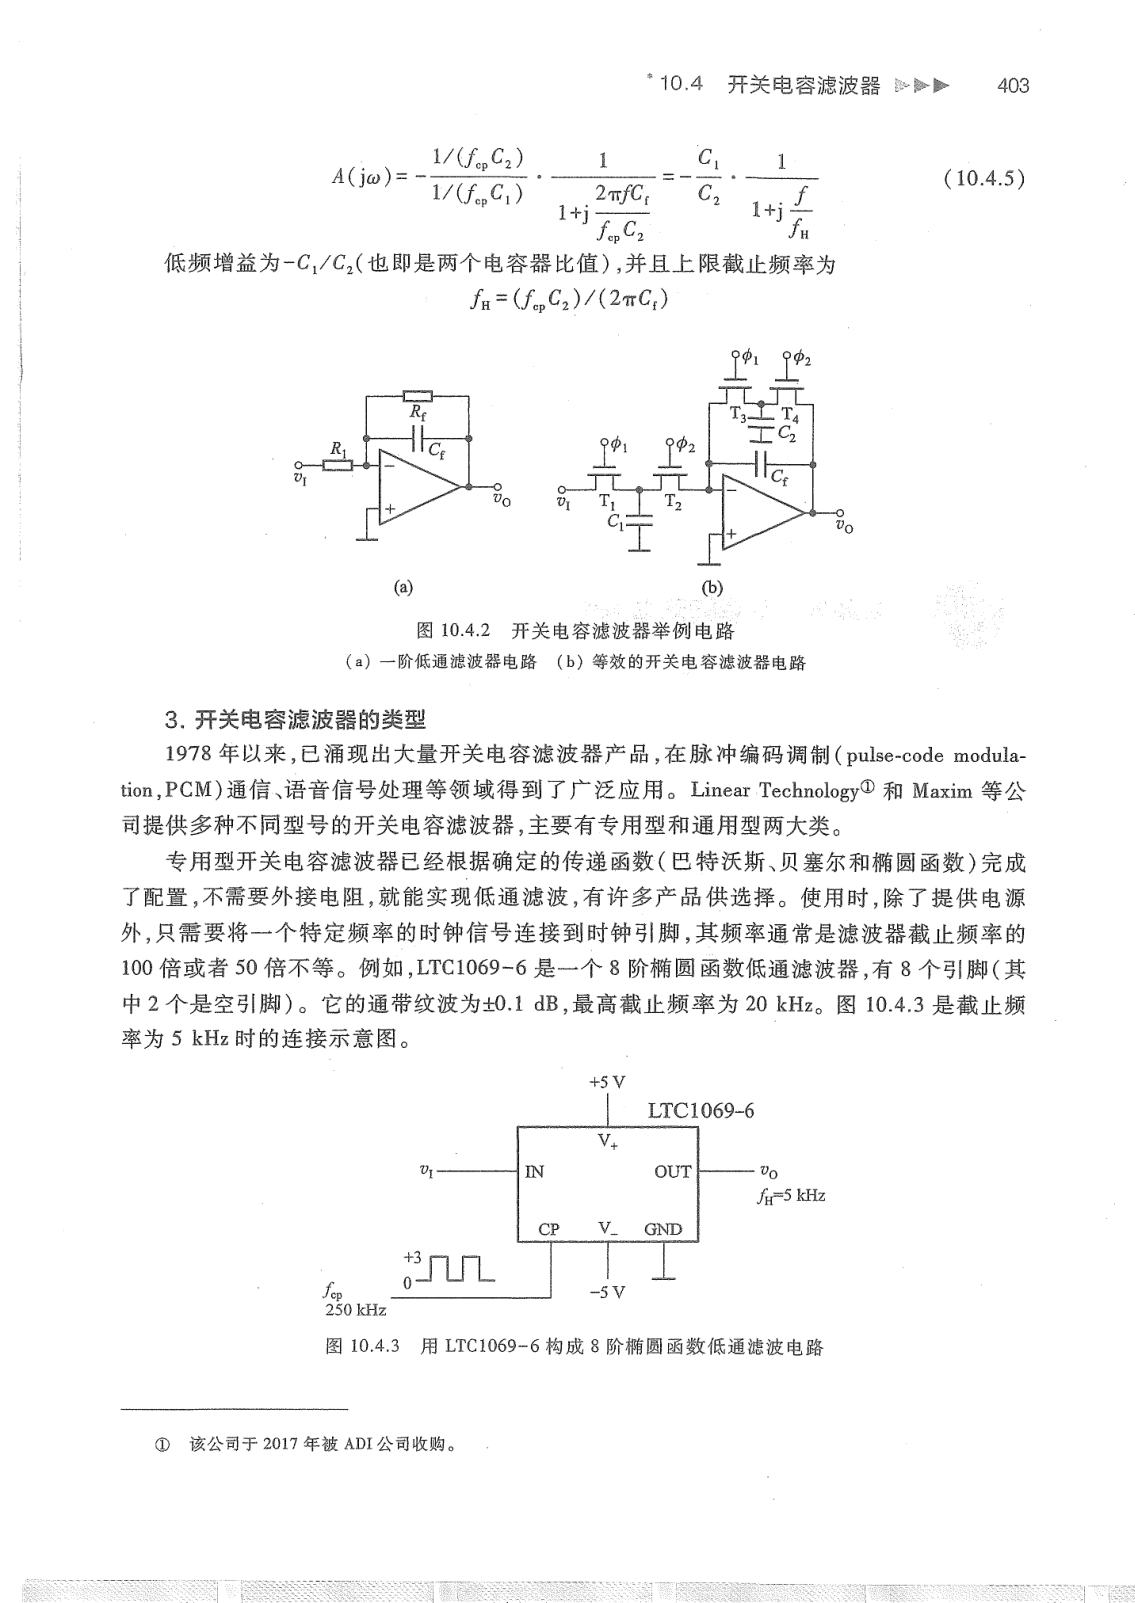 *10.4 开关电容滤波器 403
A(jω)=-\frac{1/(f_{cp}C_2)}{1/(f_{cp}C_1)}·\frac{1}{1+j\frac{2πfC_f}{f_{cp}C_2}}=-\frac{C_1}{C_2}·\frac{1}{1+j\frac{f}{f_H}} (10.4.5)
低频增益为-C₁/C₂(也即是两个电容器比值),并且上限截止频率为
f_H=(f_{cp}C_2)/(2πC_f)
R_f
C_f
R_1
v_I
-
+
v_O
(a)
ϕ_1 ϕ_2
T_3 T_4
C_2
ϕ_1 ϕ_2
C_f
v_I
T_1 T_2
C_1
-
+
v_O
(b)
图 10.4.2 开关电容滤波器举例电路
(a) 一阶低通滤波器电路 (b) 等效的开关电容滤波器电路
3. 开关电容滤波器的类型
1978 年以来,已涌现出大量开关电容滤波器产品,在脉冲编码调制(pulse-code modula-
tion,PCM)通信、语音信号处理等领域得到了广泛应用。Linear Technology① 和 Maxim 等公
司提供多种不同型号的开关电容滤波器,主要有专用型和通用型两大类。
专用型开关电容滤波器已经根据确定的传递函数(巴特沃斯、贝塞尔和椭圆函数)完成
了配置,不需要外接电阻,就能实现低通滤波,有许多产品供选择。使用时,除了提供电源
外,只需要将一个特定频率的时钟信号连接到时钟引脚,其频率通常是滤波器截止频率的
100 倍或者 50 倍不等。例如,LTC1069-6 是一个 8 阶椭圆函数低通滤波器,有 8 个引脚(其
中 2 个是空引脚)。它的通带纹波为±0.1 dB,最高截止频率为 20 kHz。图 10.4.3 是截止频
率为 5 kHz 时的连接示意图。
+5 V
LTC1069-6
V_+
v_I IN OUT v_O
f_H=5 kHz
CP V_- GND
+3
0
-5 V
f_{cp}
250 kHz
图 10.4.3 用 LTC1069-6 构成 8 阶椭圆函数低通滤波电路
① 该公司于 2017 年被 ADI 公司收购。